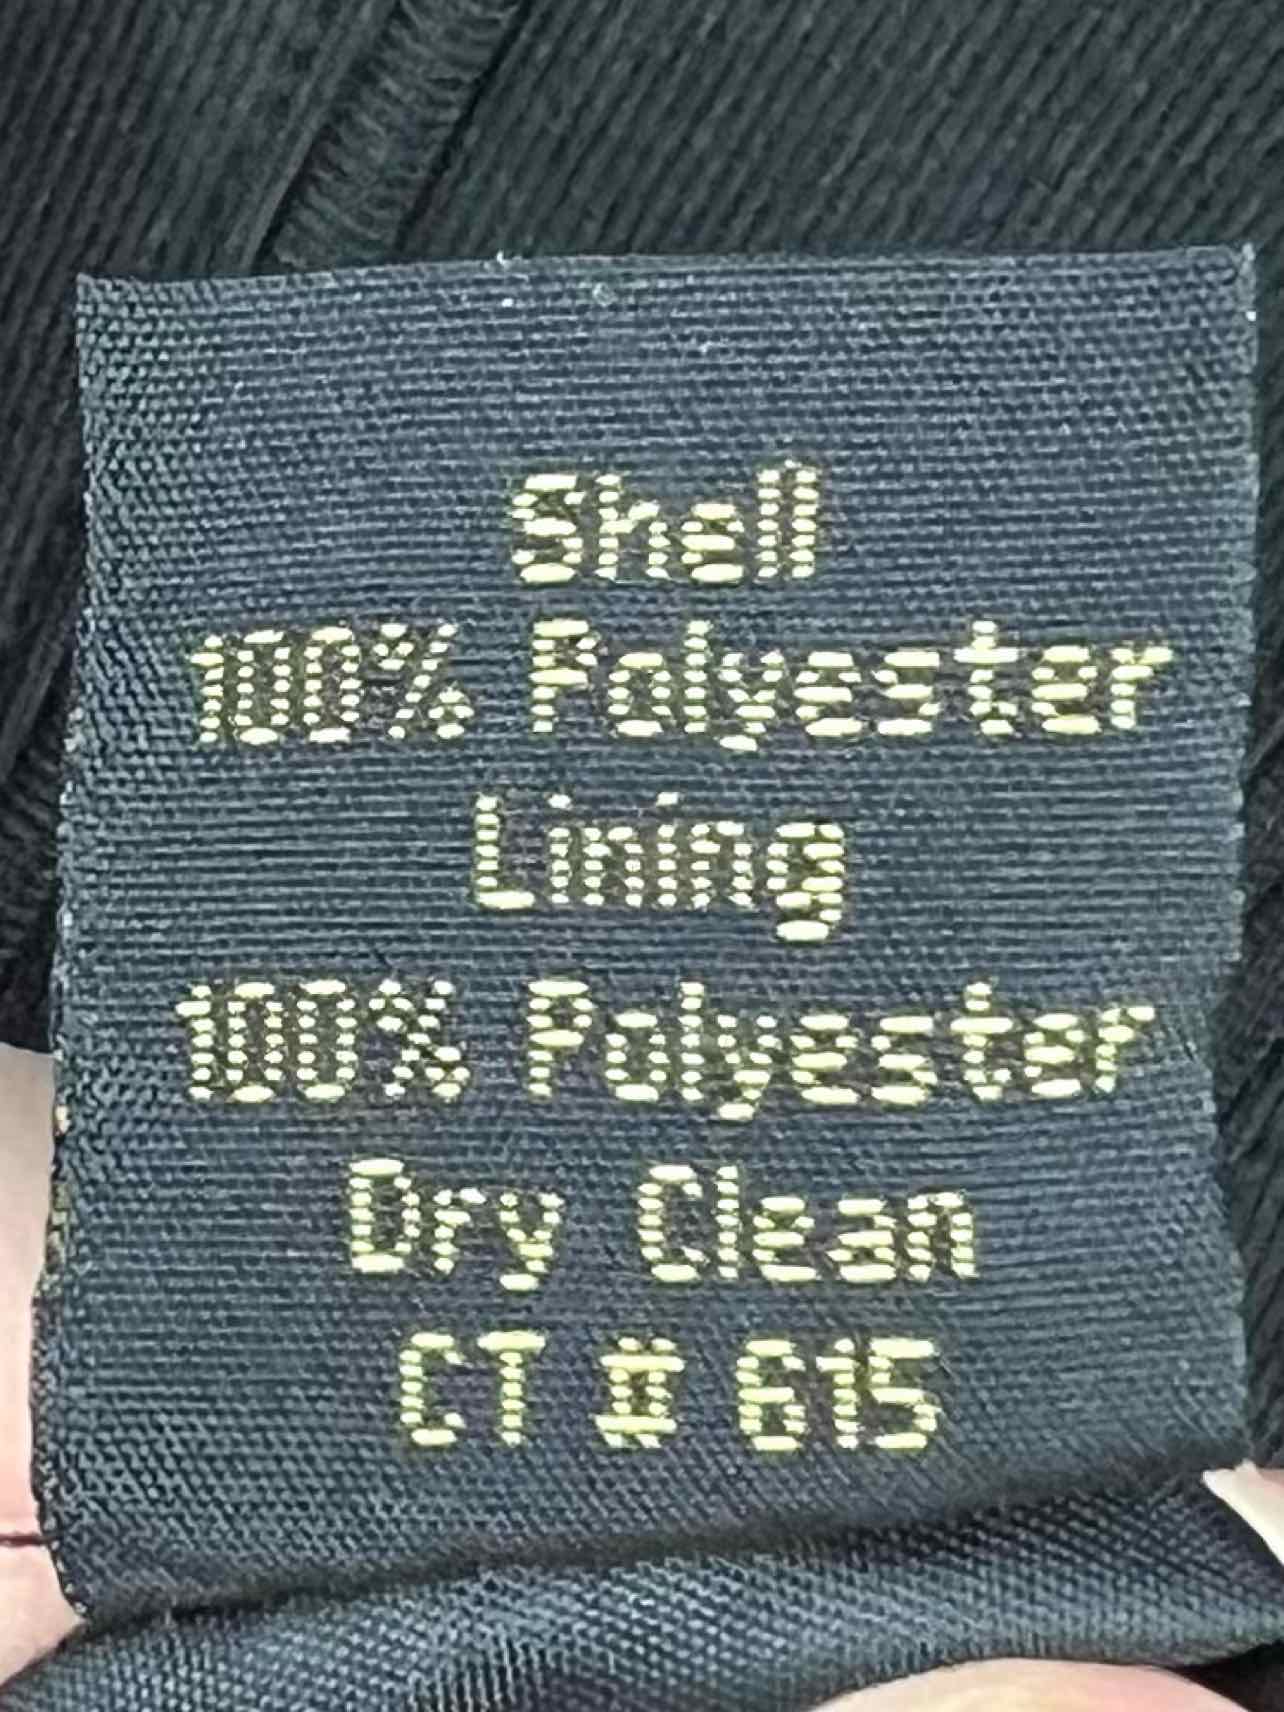 Shell
100% Polyester
Lining
100% Polyester
Dry Clean
CT # 615